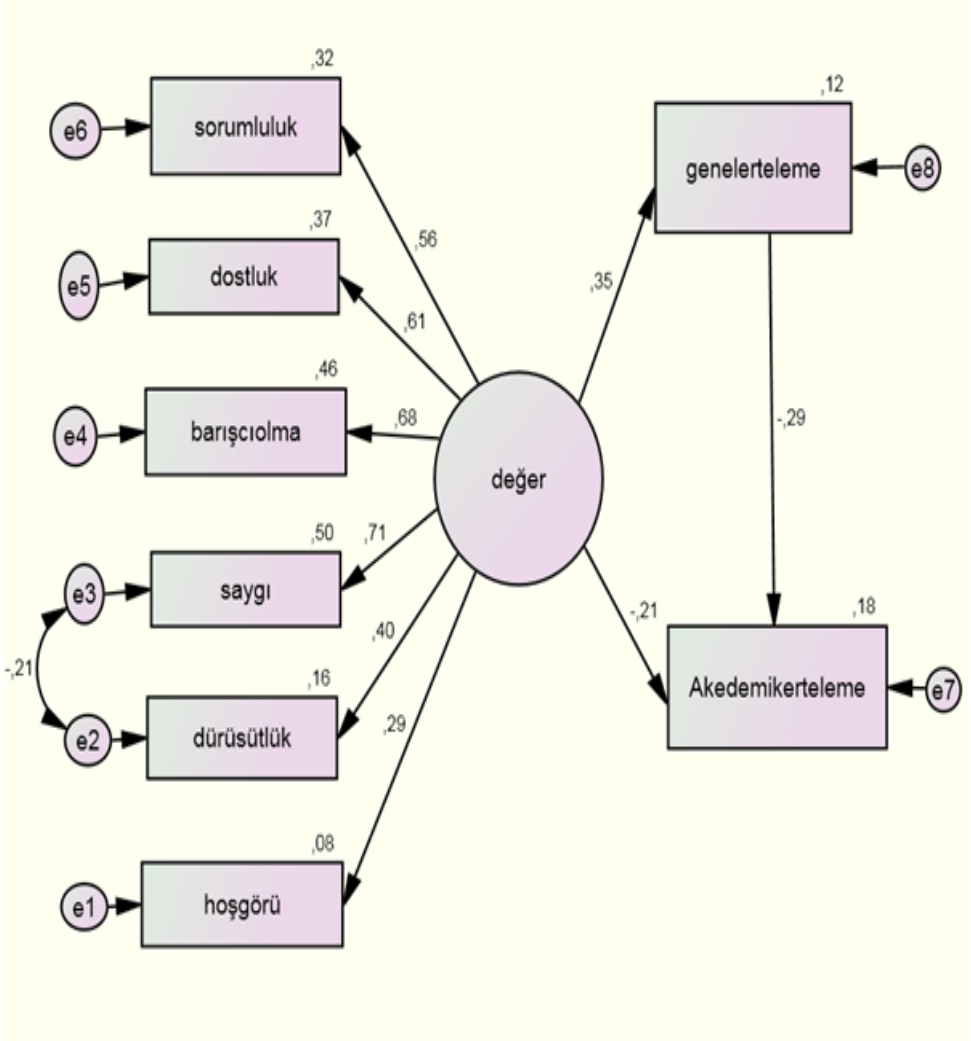 ,32
e6
sorumluluk
,12
genelerteleme
e8
,37
e5
dostluk
,56
,35
,61
,46
e4
barışcıolma
,68
-,29
değer
,50
,71
e3
saygı
-,21
,40
,16
e2
dürüsütlük
,29
-,21
,18
Akedemikerteleme
e7
,08
e1
hoşgörü